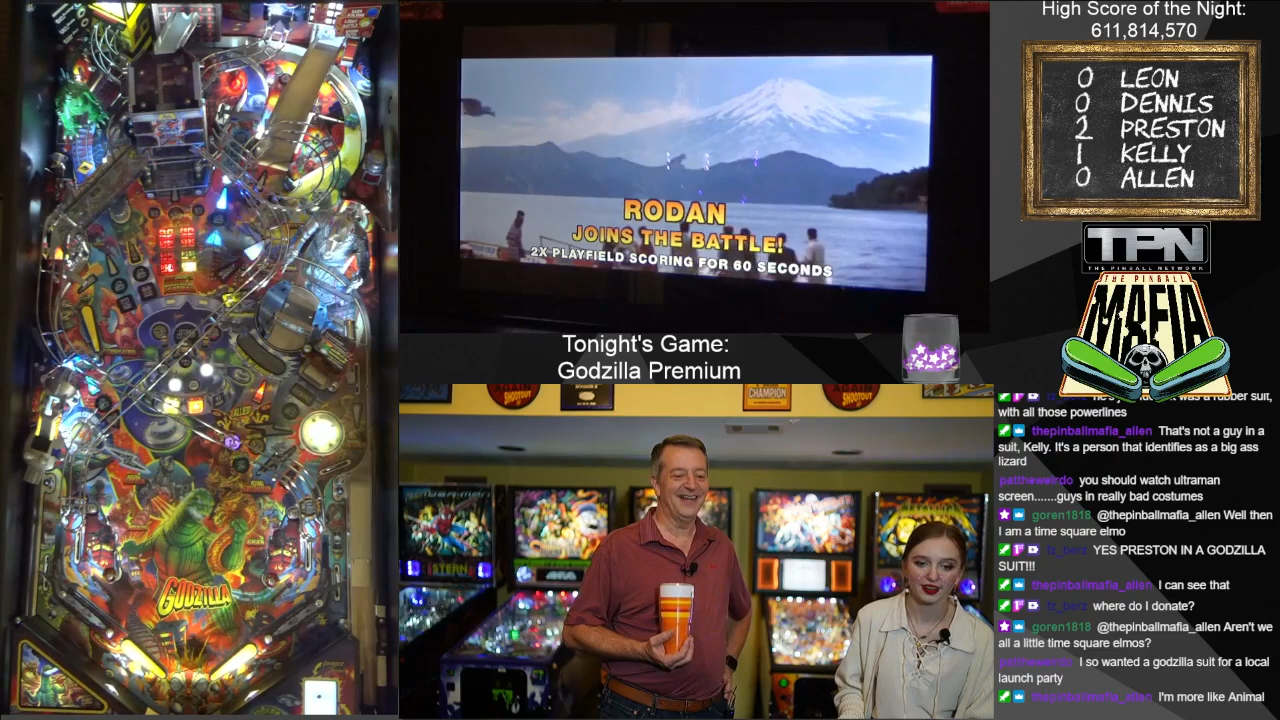 High Score of the Night:
611,814,570
0 LEON
0 DENNIS
2 PRESTON
1 KELLY
0 ALLEN
TPN
THE PINBALL NETWORK
THE PINBALL
MAFIA
RODAN
JOINS THE BATTLE!
2X PLAYFIELD SCORING FOR 60 SECONDS
Tonight's Game:
Godzilla Premium
GODZILLA
AGAIN
SHOOTOUT
CHAMPION
AGAIN
SHOOTOUT
STERN
rubber suit,
with all those powerlines
thepinballmafia_allen That's not a guy in a
suit, Kelly. It's a person that identifies as a big ass
lizard
pattheweirdo you should watch ultraman
screen.......guys in really bad costumes
goren1818 @thepinballmafia_allen Well then
I am a time square elmo
fz_berz YES PRESTON IN A GODZILLA
SUIT!!!
thepinballmafia_allen I can see that
fz_berz where do I donate?
goren1818 @thepinballmafia_allen Aren't we
all a little time square elmos?
pattheweirdo I so wanted a godzilla suit for a local
launch party
thepinballmafia_allen I'm more like Animal